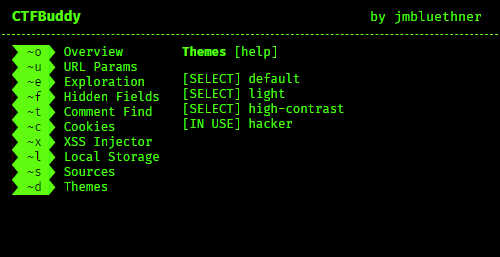 CTFBuddy by jmbluethner
~o Overview
~u URL Params
~e Exploration
~f Hidden Fields
~t Comment Find
~c Cookies
~x XSS Injector
~l Local Storage
~s Sources
~d Themes
Themes [help]
[SELECT] default
[SELECT] light
[SELECT] high-contrast
[IN USE] hacker